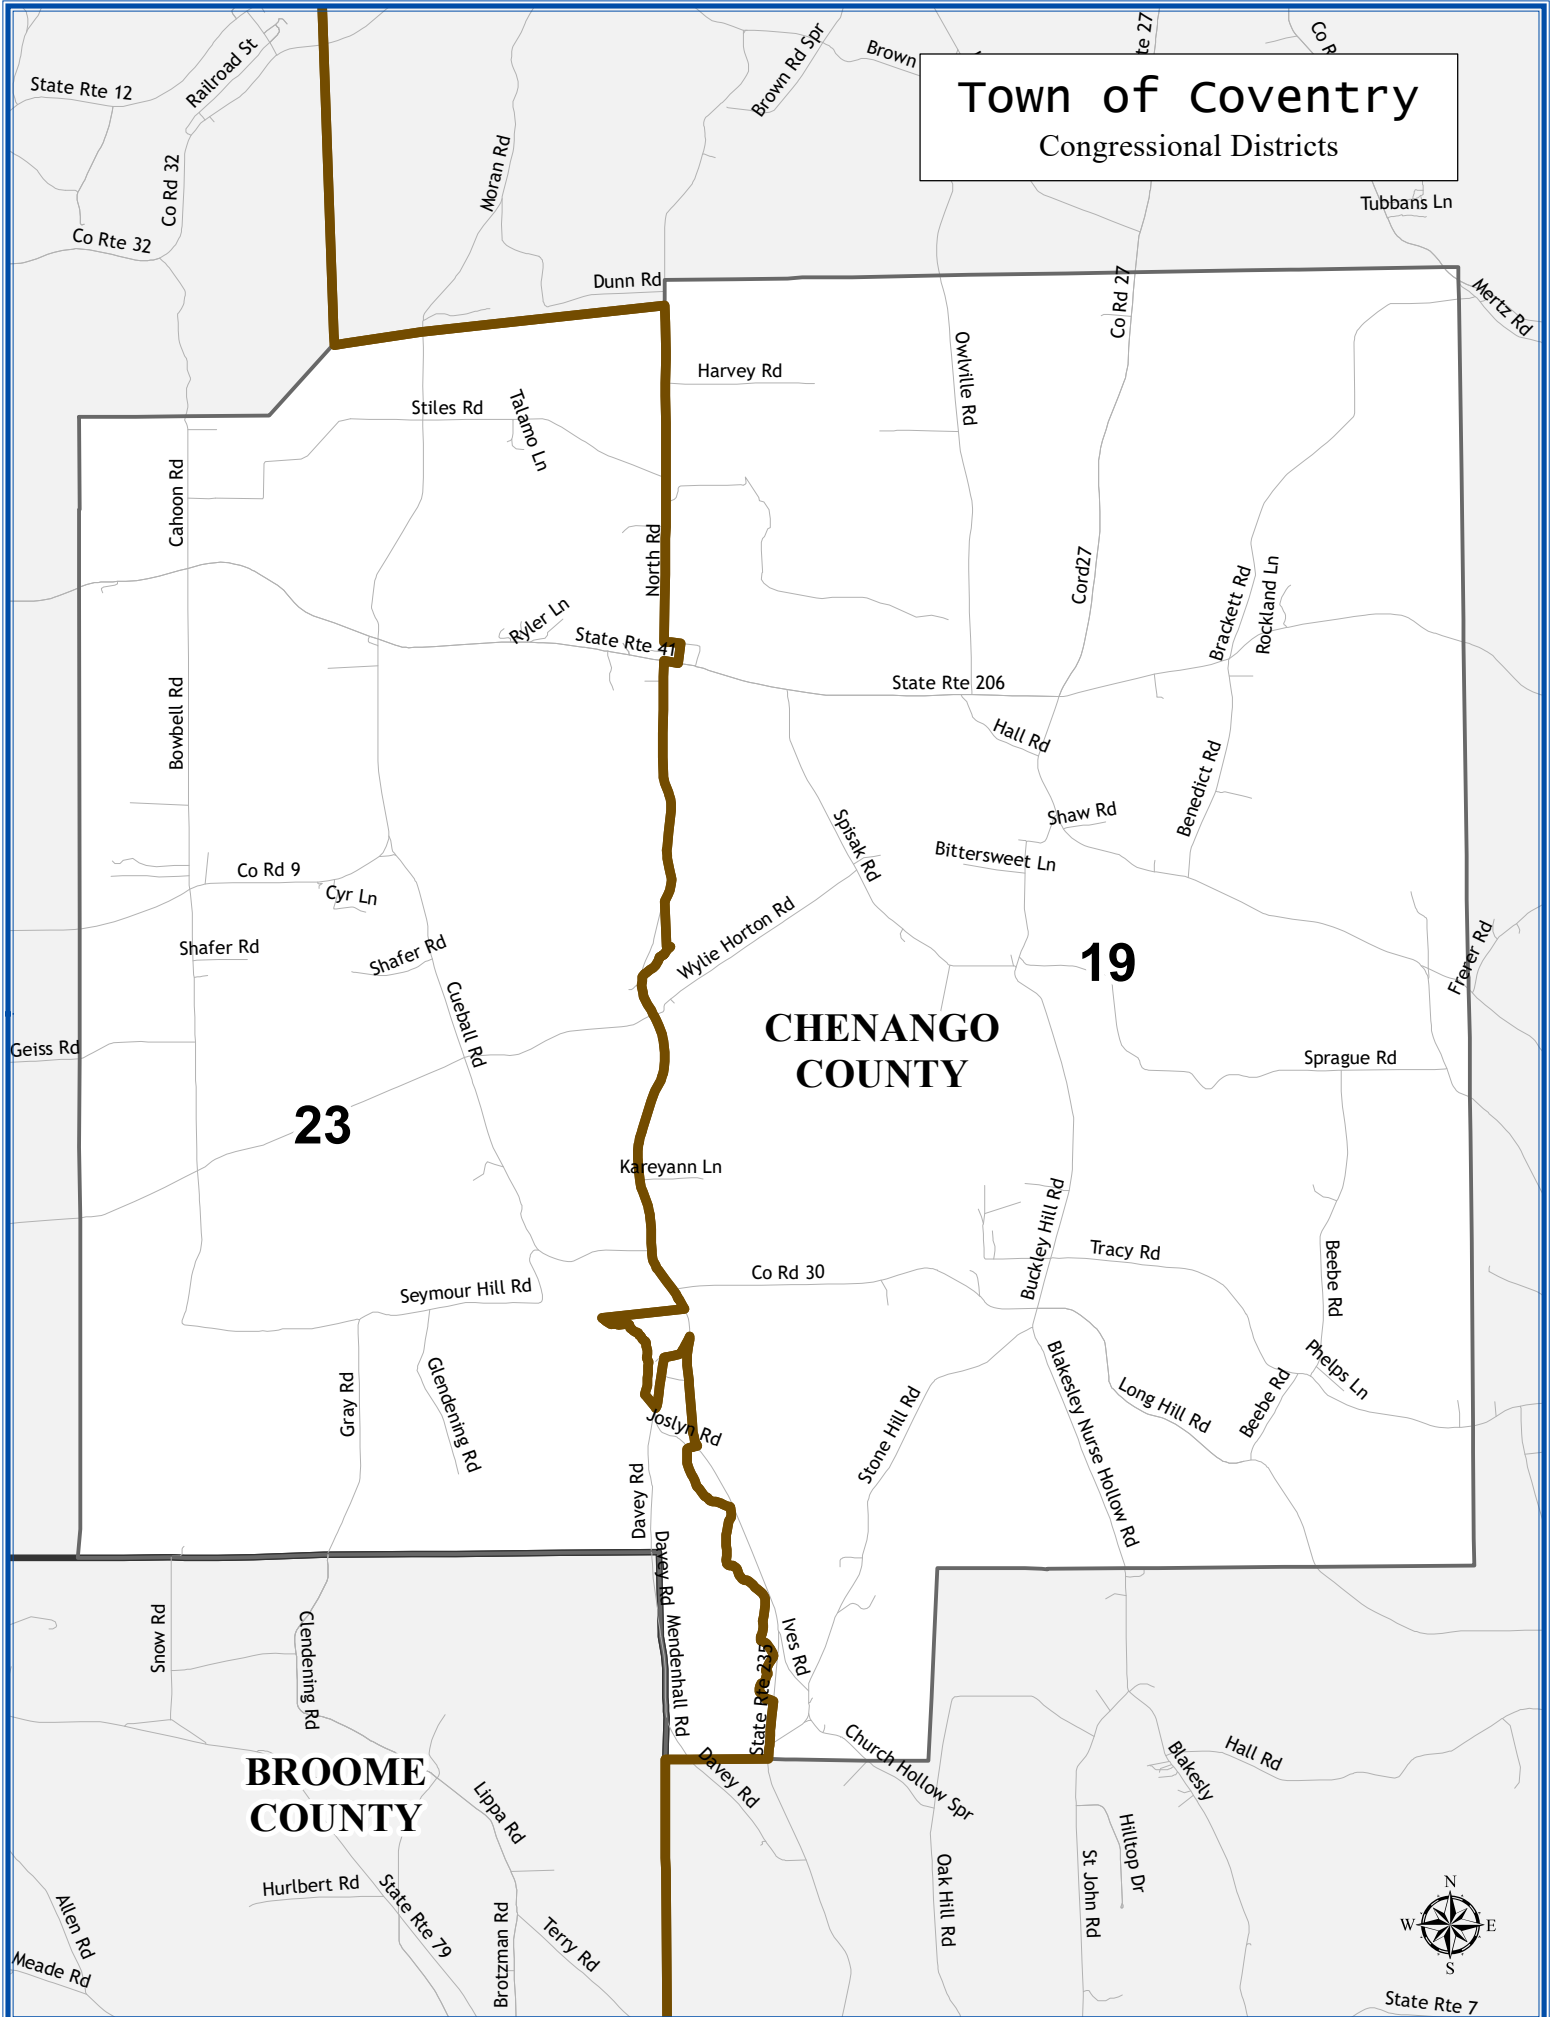 Town of Coventry
Congressional Districts
State Rte 12
Railroad St
Brown Rd Spr
Brown
te 27
Co R
Co Rd 32
Moran Rd
Co Rte 32
Tubbans Ln
Dunn Rd
Co Rd 27
Mertz Rd
Harvey Rd
Owlville Rd
Stiles Rd
Talamo Ln
Cahoon Rd
North Rd
Cord27
Brackett Rd
Rockland Ln
Ryler Ln
State Rte 41
State Rte 206
Bowbell Rd
Hall Rd
Benedict Rd
Shaw Rd
Spisak Rd
Bittersweet Ln
Co Rd 9
Cyr Ln
Shafer Rd
Shafer Rd
Wylie Horton Rd
19
Frerer Rd
Cueball Rd
CHENANGO
COUNTY
Geiss Rd
Sprague Rd
23
Kareyann Ln
Buckley Hill Rd
Tracy Rd
Co Rd 30
Beebe Rd
Seymour Hill Rd
Phelps Ln
Gray Rd
Glendening Rd
Joslyn Rd
Stone Hill Rd
Blakesley Nurse Hollow Rd
Long Hill Rd
Beebe Rd
Davey Rd
Davey Rd
Mendenhall Rd
Snow Rd
Clendening Rd
Ives Rd
State Rte 235
Church Hollow Spr
Davey Rd
Blakesly
Hall Rd
BROOME
COUNTY
Lippa Rd
Hilltop Dr
Oak Hill Rd
St John Rd
Hurlbert Rd
State Rte 79
Allen Rd
Brotzman Rd
Terry Rd
Meade Rd
N
W
E
S
State Rte 7